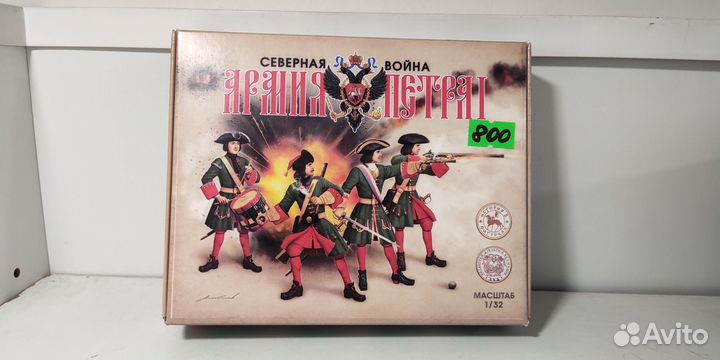 СЕВЕРНАЯ ВОЙНА
АРМИЯ ПЕТРА I
800
МАСШТАБ
1/32
Avito